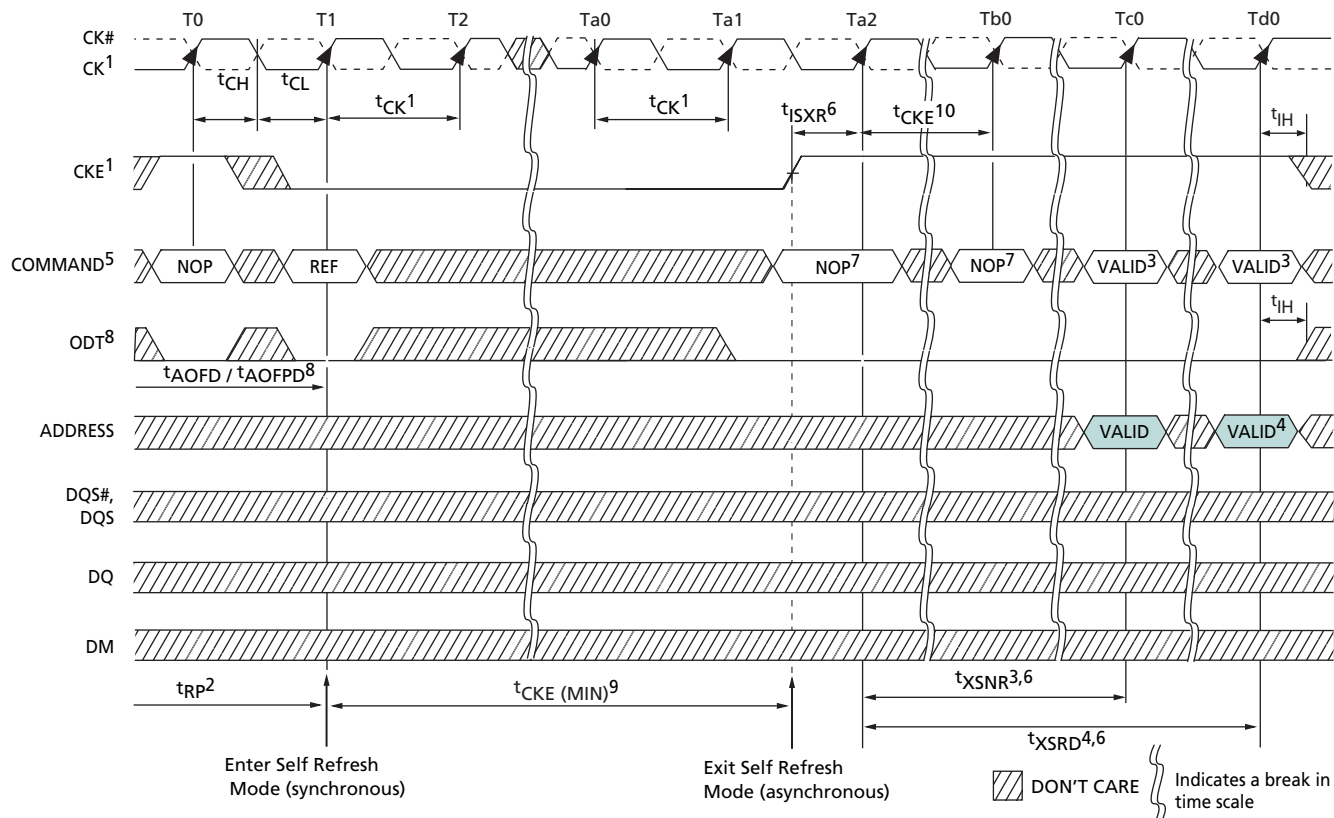 T0 T1 T2 Ta0 Ta1 Ta2 Tb0 Tc0 Td0
CK#
CK¹
tCH tCL
tCK¹ tCK¹ tISXR⁶ tCKE¹⁰ tIH
CKE¹
COMMAND⁵ NOP REF NOP⁷ NOP⁷ VALID³ VALID³
tIH
ODT⁸
tAOFD / tAOFPD⁸
ADDRESS VALID VALID⁴
DQS#,
DQS
DQ
DM
tRP² tCKE (MIN)⁹ tXSNR³,⁶
tXSRD⁴,⁶
Enter Self Refresh
Mode (synchronous)
Exit Self Refresh
Mode (asynchronous)
DON'T CARE
Indicates a break in
time scale